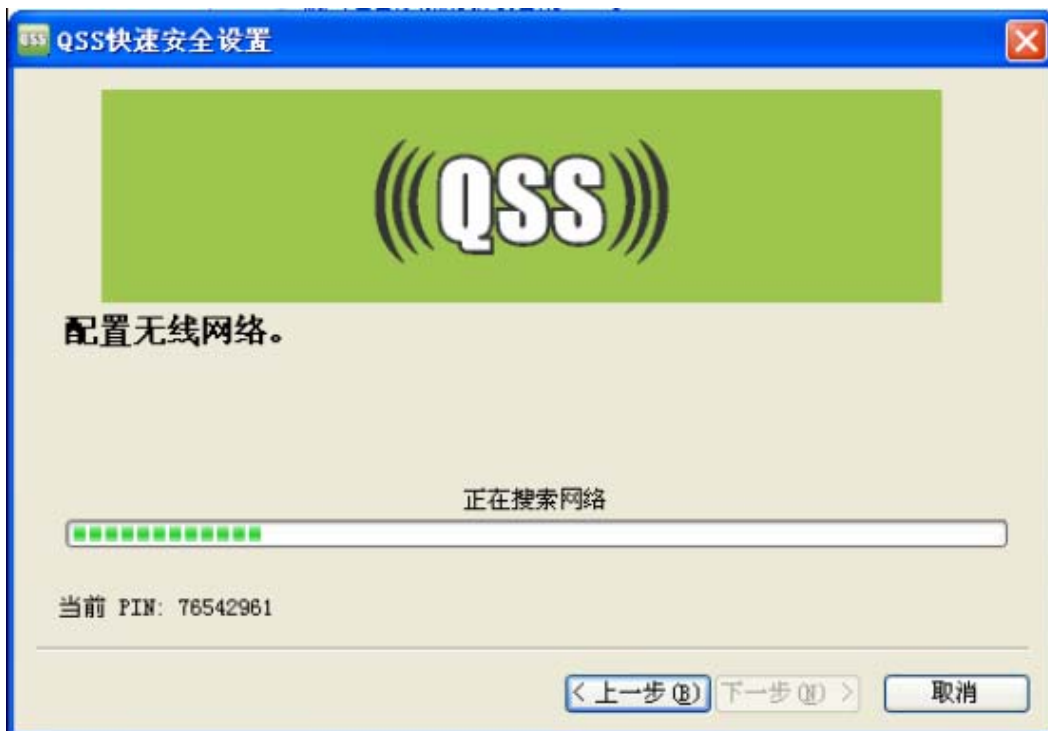 QSS QSS快速安全设置
(((QSS)))
配置无线网络。
正在搜索网络
当前 PIN: 76542961
< 上一步(B) 下一步(N) > 取消